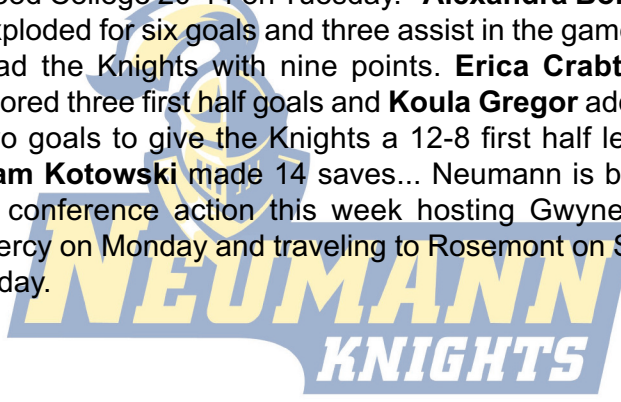 College 20-14 on Tuesday. Alexandra
xploded for six goals and three assist in the game
ad the Knights with nine points. Erica Crabt
ored three first half goals and Koula Gregor ad
o goals to give the Knights a 12-8 first half le
am Kotowski made 14 saves... Neumann is b
conference action this week hosting Gwyne
ercy on Monday and traveling to Rosemont on S
day.
NEUMANN
KNIGHTS